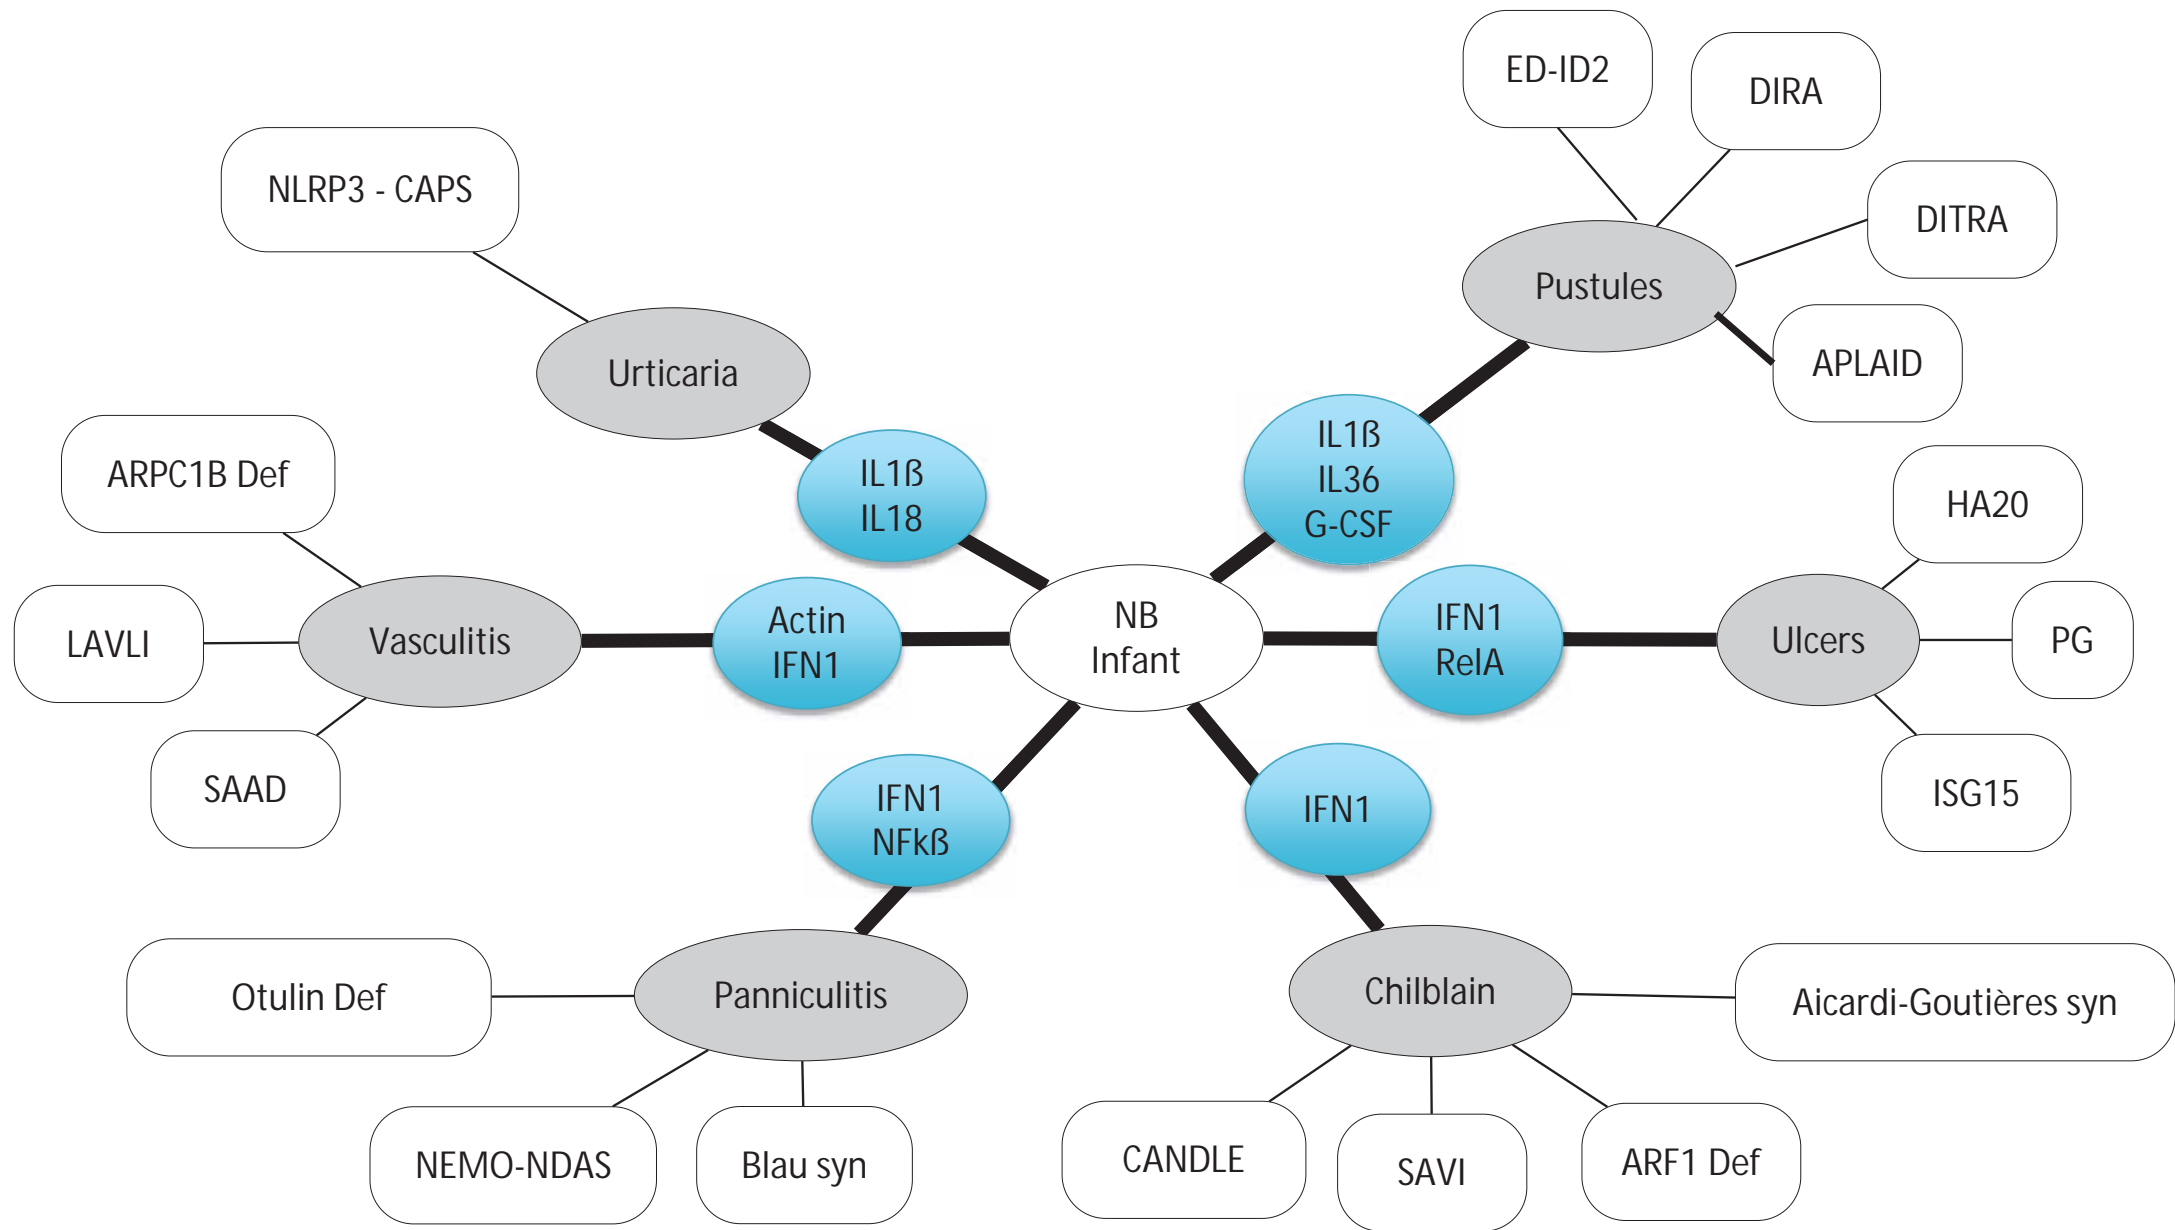 ED-ID2
DIRA
NLRP3 - CAPS
DITRA
Pustules
Urticaria
APLAID
IL1ß
IL36
G-CSF
ARPC1B Def
IL1ß
IL18
HA20
NB
Infant
Actin
IFN1
IFN1
RelA
LAVLI
Vasculitis
Ulcers
PG
SAAD
IFN1
NFkß
IFN1
ISG15
Otulin Def
Panniculitis
Chilblain
Aicardi-Goutières syn
NEMO-NDAS
Blau syn
CANDLE
SAVI
ARF1 Def